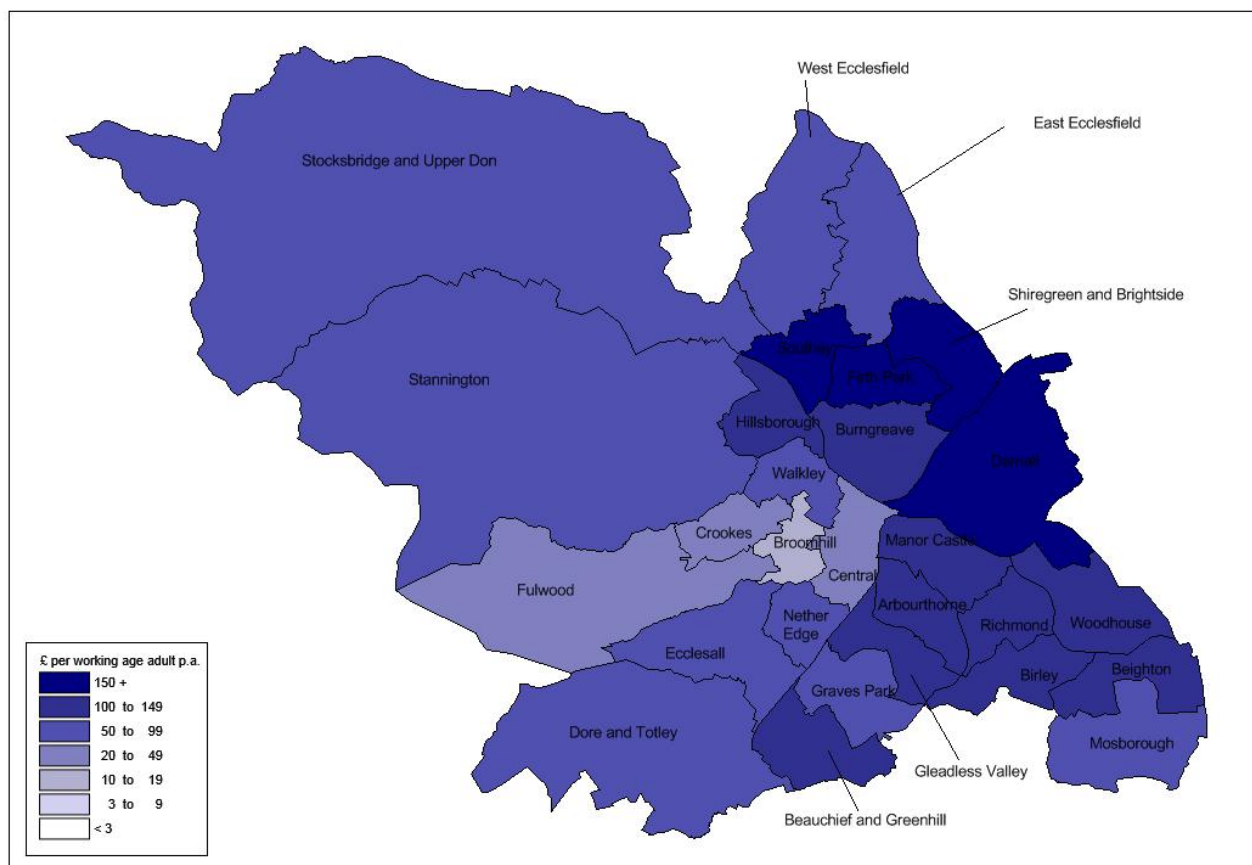 West Ecclesfield
East Ecclesfield
Stocksbridge and Upper Don
Shiregreen and Brightside
Southey
Firth Park
Stannington
Hillsborough
Burngreave
Darnall
Walkley
Crookes
Broomhill
Manor Castle
Central
Fulwood
Arbourthorne
Nether
Edge
Richmond
Woodhouse
Ecclesall
Birley
Beighton
Graves Park
Dore and Totley
Mosborough
Gleadless Valley
Beauchief and Greenhill
£ per working age adult p.a.
150 +
100 to 149
50 to 99
20 to 49
10 to 19
3 to 9
< 3